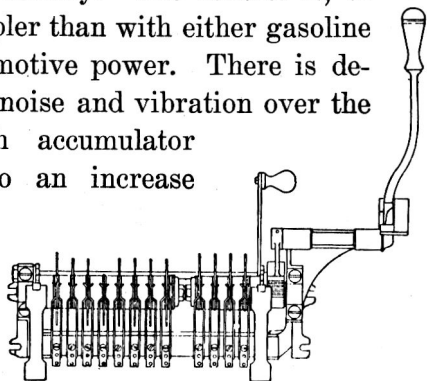 pler than with either gasoline
motive power. There is de-
noise and vibration over the
accumulator
o an increase